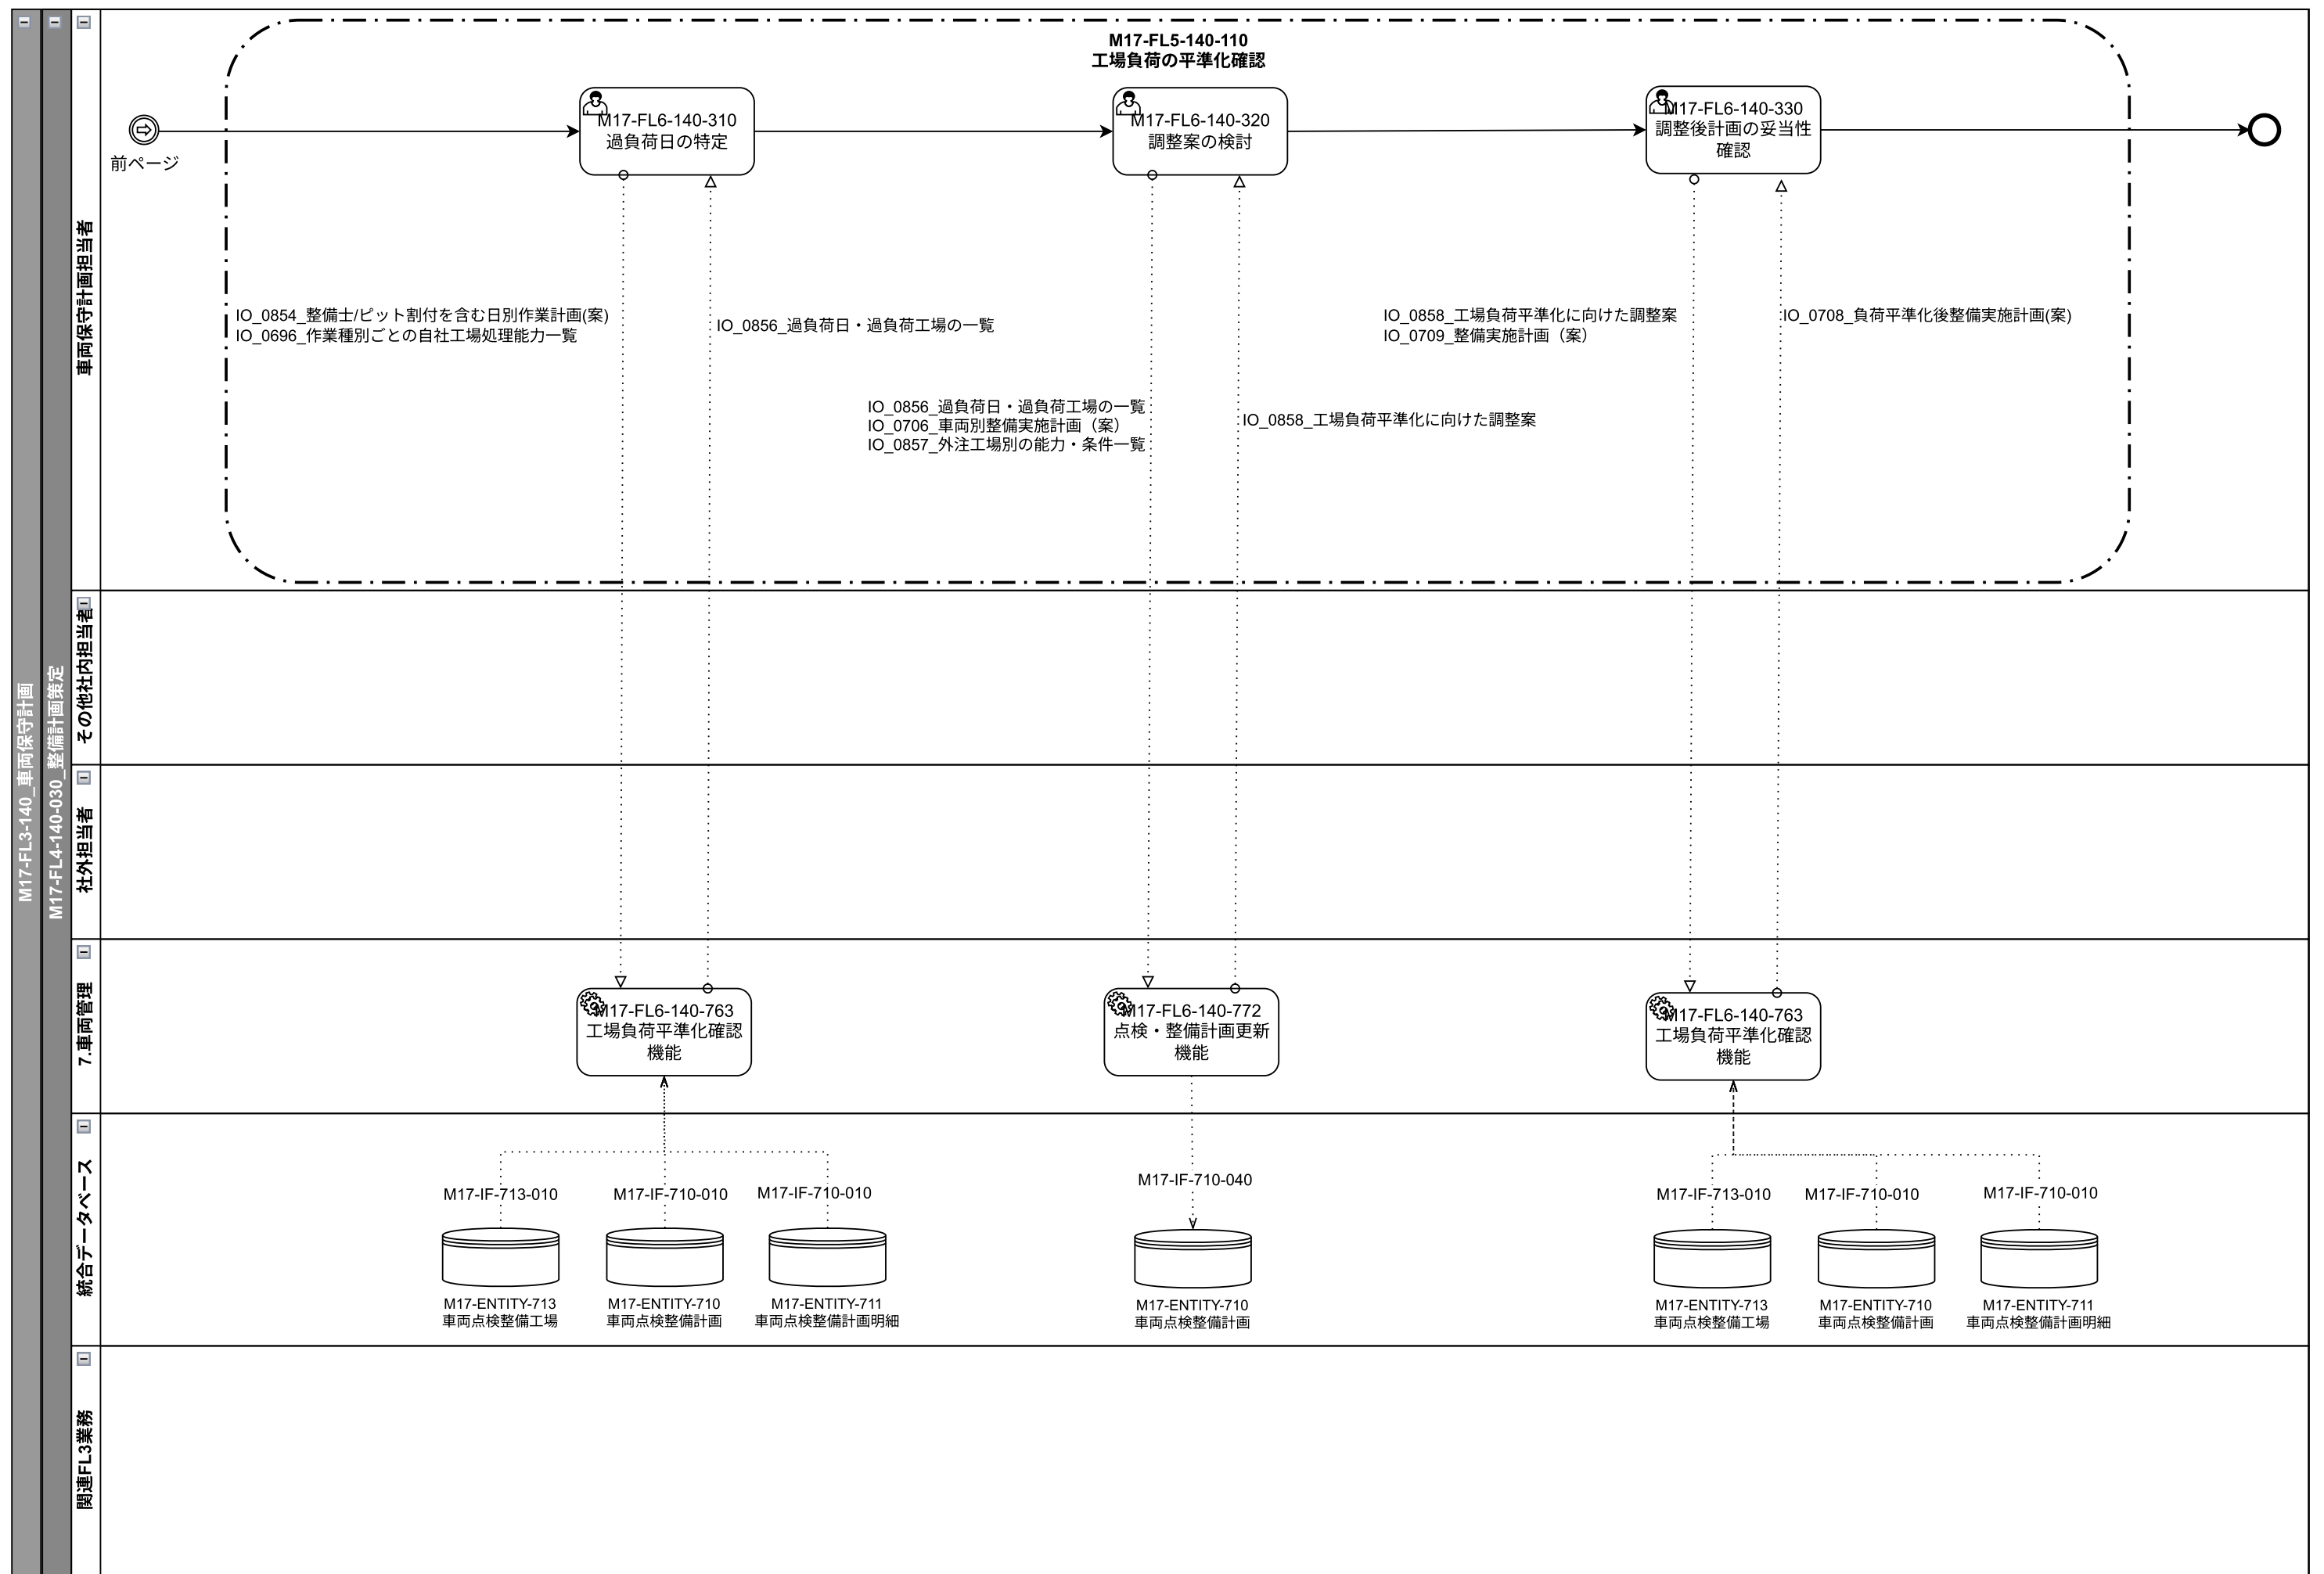 M17-FL3-140_車両保守計画
M17-FL4-140-030_整備計画策定
車両保守計画担当者
M17-FL5-140-110
工場負荷の平準化確認
前ページ
M17-FL6-140-310
過負荷日の特定
M17-FL6-140-320
調整案の検討
M17-FL6-140-330
調整後計画の妥当性
確認
IO_0854_整備士/ピット割付を含む日別作業計画(案)
IO_0696_作業種別ごとの自社工場処理能力一覧
IO_0856_過負荷日・過負荷工場の一覧
IO_0856_過負荷日・過負荷工場の一覧
IO_0706_車両別整備実施計画（案）
IO_0857_外注工場別の能力・条件一覧
IO_0858_工場負荷平準化に向けた調整案
IO_0858_工場負荷平準化に向けた調整案
IO_0709_整備実施計画（案）
IO_0708_負荷平準化後整備実施計画(案)
その他社内担当者
社外担当者
7.車両管理
M17-FL6-140-763
工場負荷平準化確認
機能
M17-FL6-140-772
点検・整備計画更新
機能
M17-FL6-140-763
工場負荷平準化確認
機能
統合データベース
M17-IF-713-010
M17-IF-710-010
M17-IF-710-010
M17-IF-710-040
M17-IF-713-010
M17-IF-710-010
M17-IF-710-010
M17-ENTITY-713
車両点検整備工場
M17-ENTITY-710
車両点検整備計画
M17-ENTITY-711
車両点検整備計画明細
M17-ENTITY-710
車両点検整備計画
M17-ENTITY-713
車両点検整備工場
M17-ENTITY-710
車両点検整備計画
M17-ENTITY-711
車両点検整備計画明細
関連FL3業務